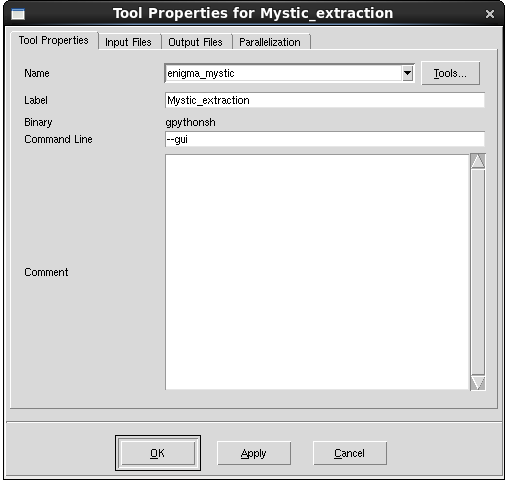 Tool Properties for Mystic_extraction
Tool Properties Input Files Output Files Parallelization
Name enigma_mystic Tools...
Label Mystic_extraction
Binary gpythonsh
Command Line --gui
Comment
OK Apply Cancel